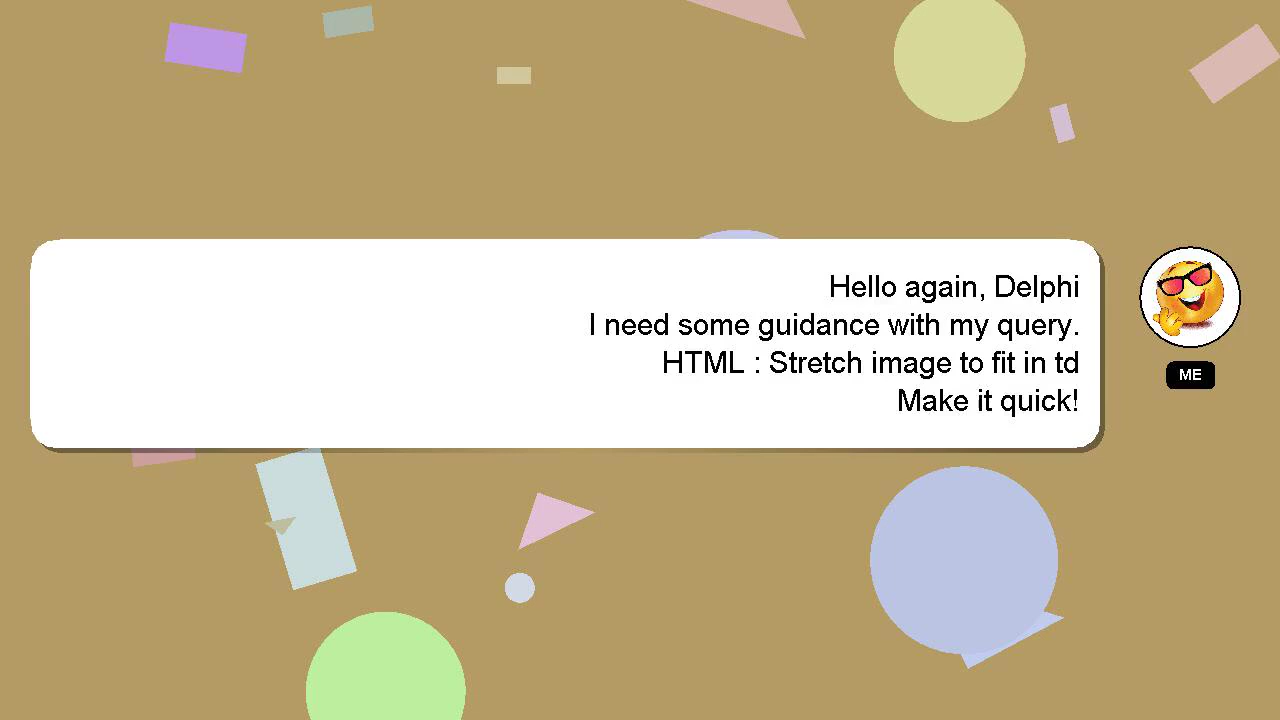 Hello again, Delphi
I need some guidance with my query.
HTML : Stretch image to fit in td
Make it quick!
ME